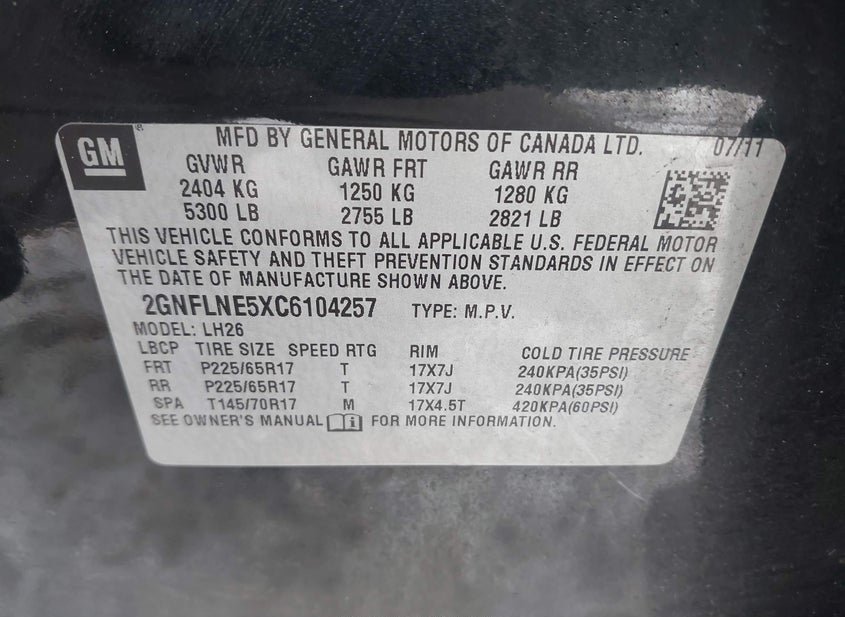 GM ® MFD BY GENERAL MOTORS OF CANADA LTD. 07/11
GVWR GAWR FRT GAWR RR
2404 KG 1250 KG 1280 KG
5300 LB 2755 LB 2821 LB
THIS VEHICLE CONFORMS TO ALL APPLICABLE U.S. FEDERAL MOTOR
VEHICLE SAFETY AND THEFT PREVENTION STANDARDS IN EFFECT ON
THE DATE OF MANUFACTURE SHOWN ABOVE.
2GNFLNE5XC6104257 TYPE: M.P.V.
MODEL: LH26
LBCP TIRE SIZE SPEED RTG RIM COLD TIRE PRESSURE
FRT P225/65R17 T 17X7J 240KPA(35PSI)
RR P225/65R17 T 17X7J 240KPA(35PSI)
SPA T145/70R17 M 17X4.5T 420KPA(60PSI)
SEE OWNER'S MANUAL i FOR MORE INFORMATION.